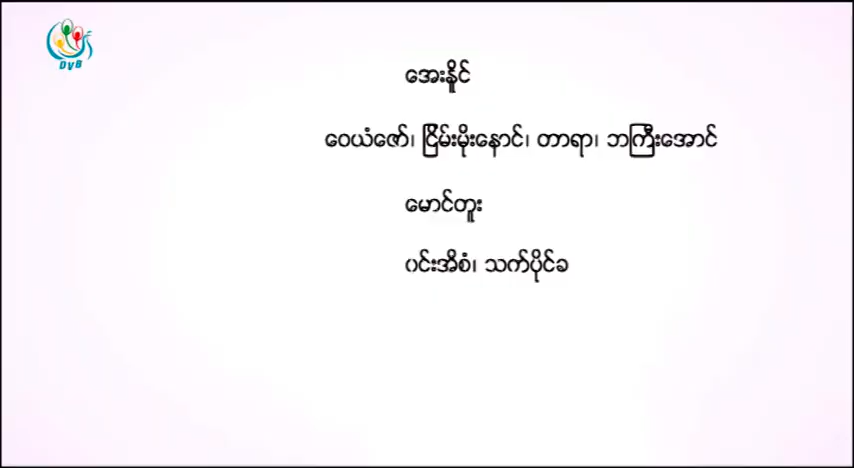 DVB
အေးနိုင်
ဝေယံဇော်၊ ငြိမ်းမိုးနောင်၊ တာရာ၊ ဘကြီးအောင်
မောင်တူး
ဝင်းအိစံ၊ သက်ပိုင်ခ